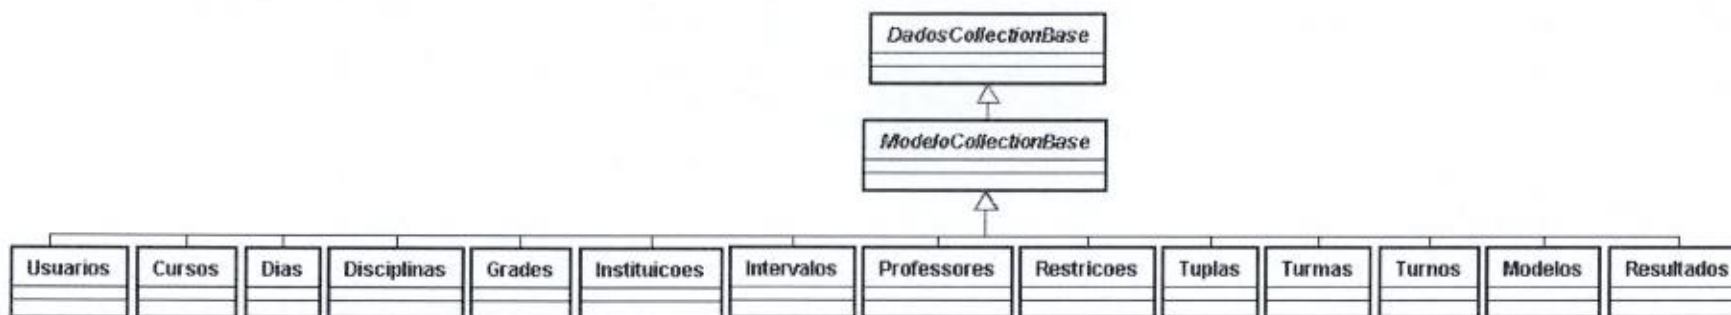 DadosCollectionBase
ModeloCollectionBase
Usuarios Cursos Dias Disciplinas Grades Instituicoes Intervalos Professores Restricoes Tuplas Turmas Turnos Modelos Resultados